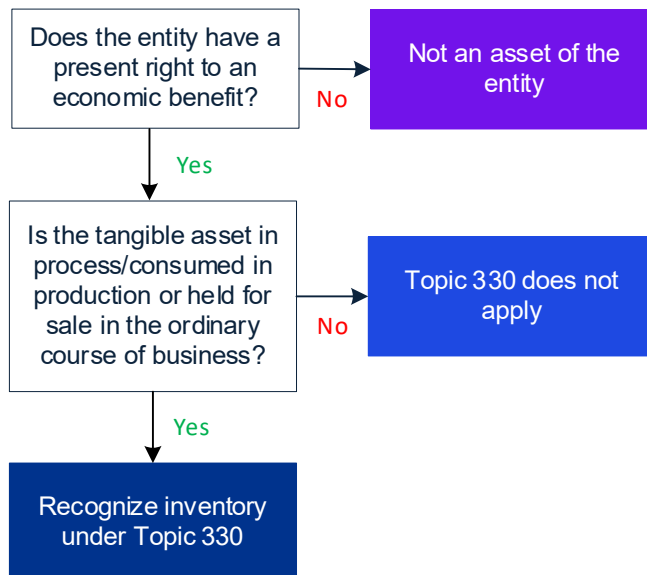 Does the entity have a
present right to an
economic benefit?
No
Not an asset of the
entity
Yes
Is the tangible asset in
process/consumed in
production or held for
sale in the ordinary
course of business?
No
Topic 330 does not
apply
Yes
Recognize inventory
under Topic 330